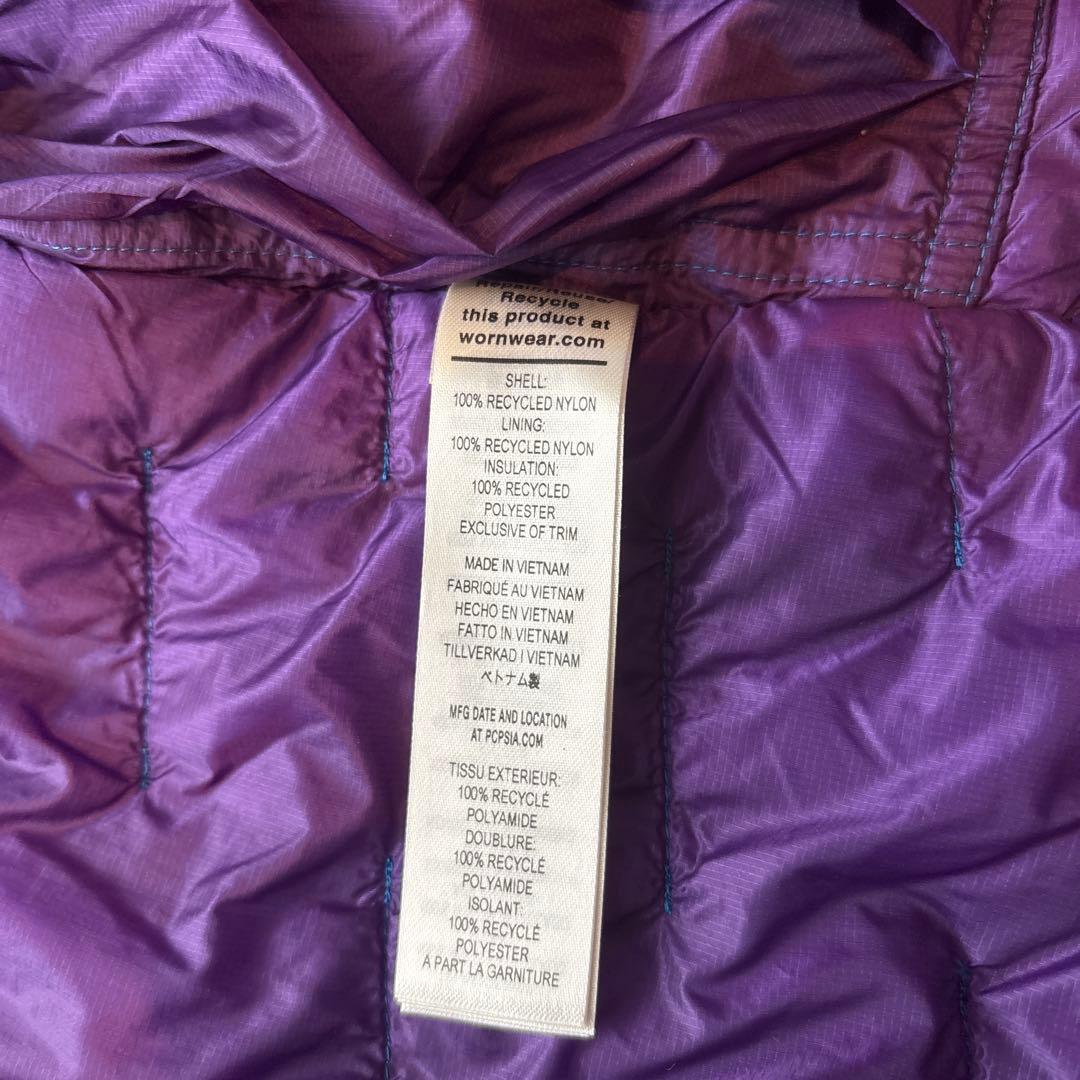 Repair/Reuse/
Recycle
this product at
wornwear.com
SHELL:
100% RECYCLED NYLON
LINING:
100% RECYCLED NYLON
INSULATION:
100% RECYCLED
POLYESTER
EXCLUSIVE OF TRIM
MADE IN VIETNAM
FABRIQUÉ AU VIETNAM
HECHO EN VIETNAM
FATTO IN VIETNAM
TILLVERKAD I VIETNAM
ベトナム製
MFG DATE AND LOCATION
AT PCPSIA.COM
TISSU EXTERIEUR:
100% RECYCLÉ
POLYAMIDE
DOUBLURE:
100% RECYCLÉ
POLYAMIDE
ISOLANT:
100% RECYCLÉ
POLYESTER
A PART LA GARNITURE